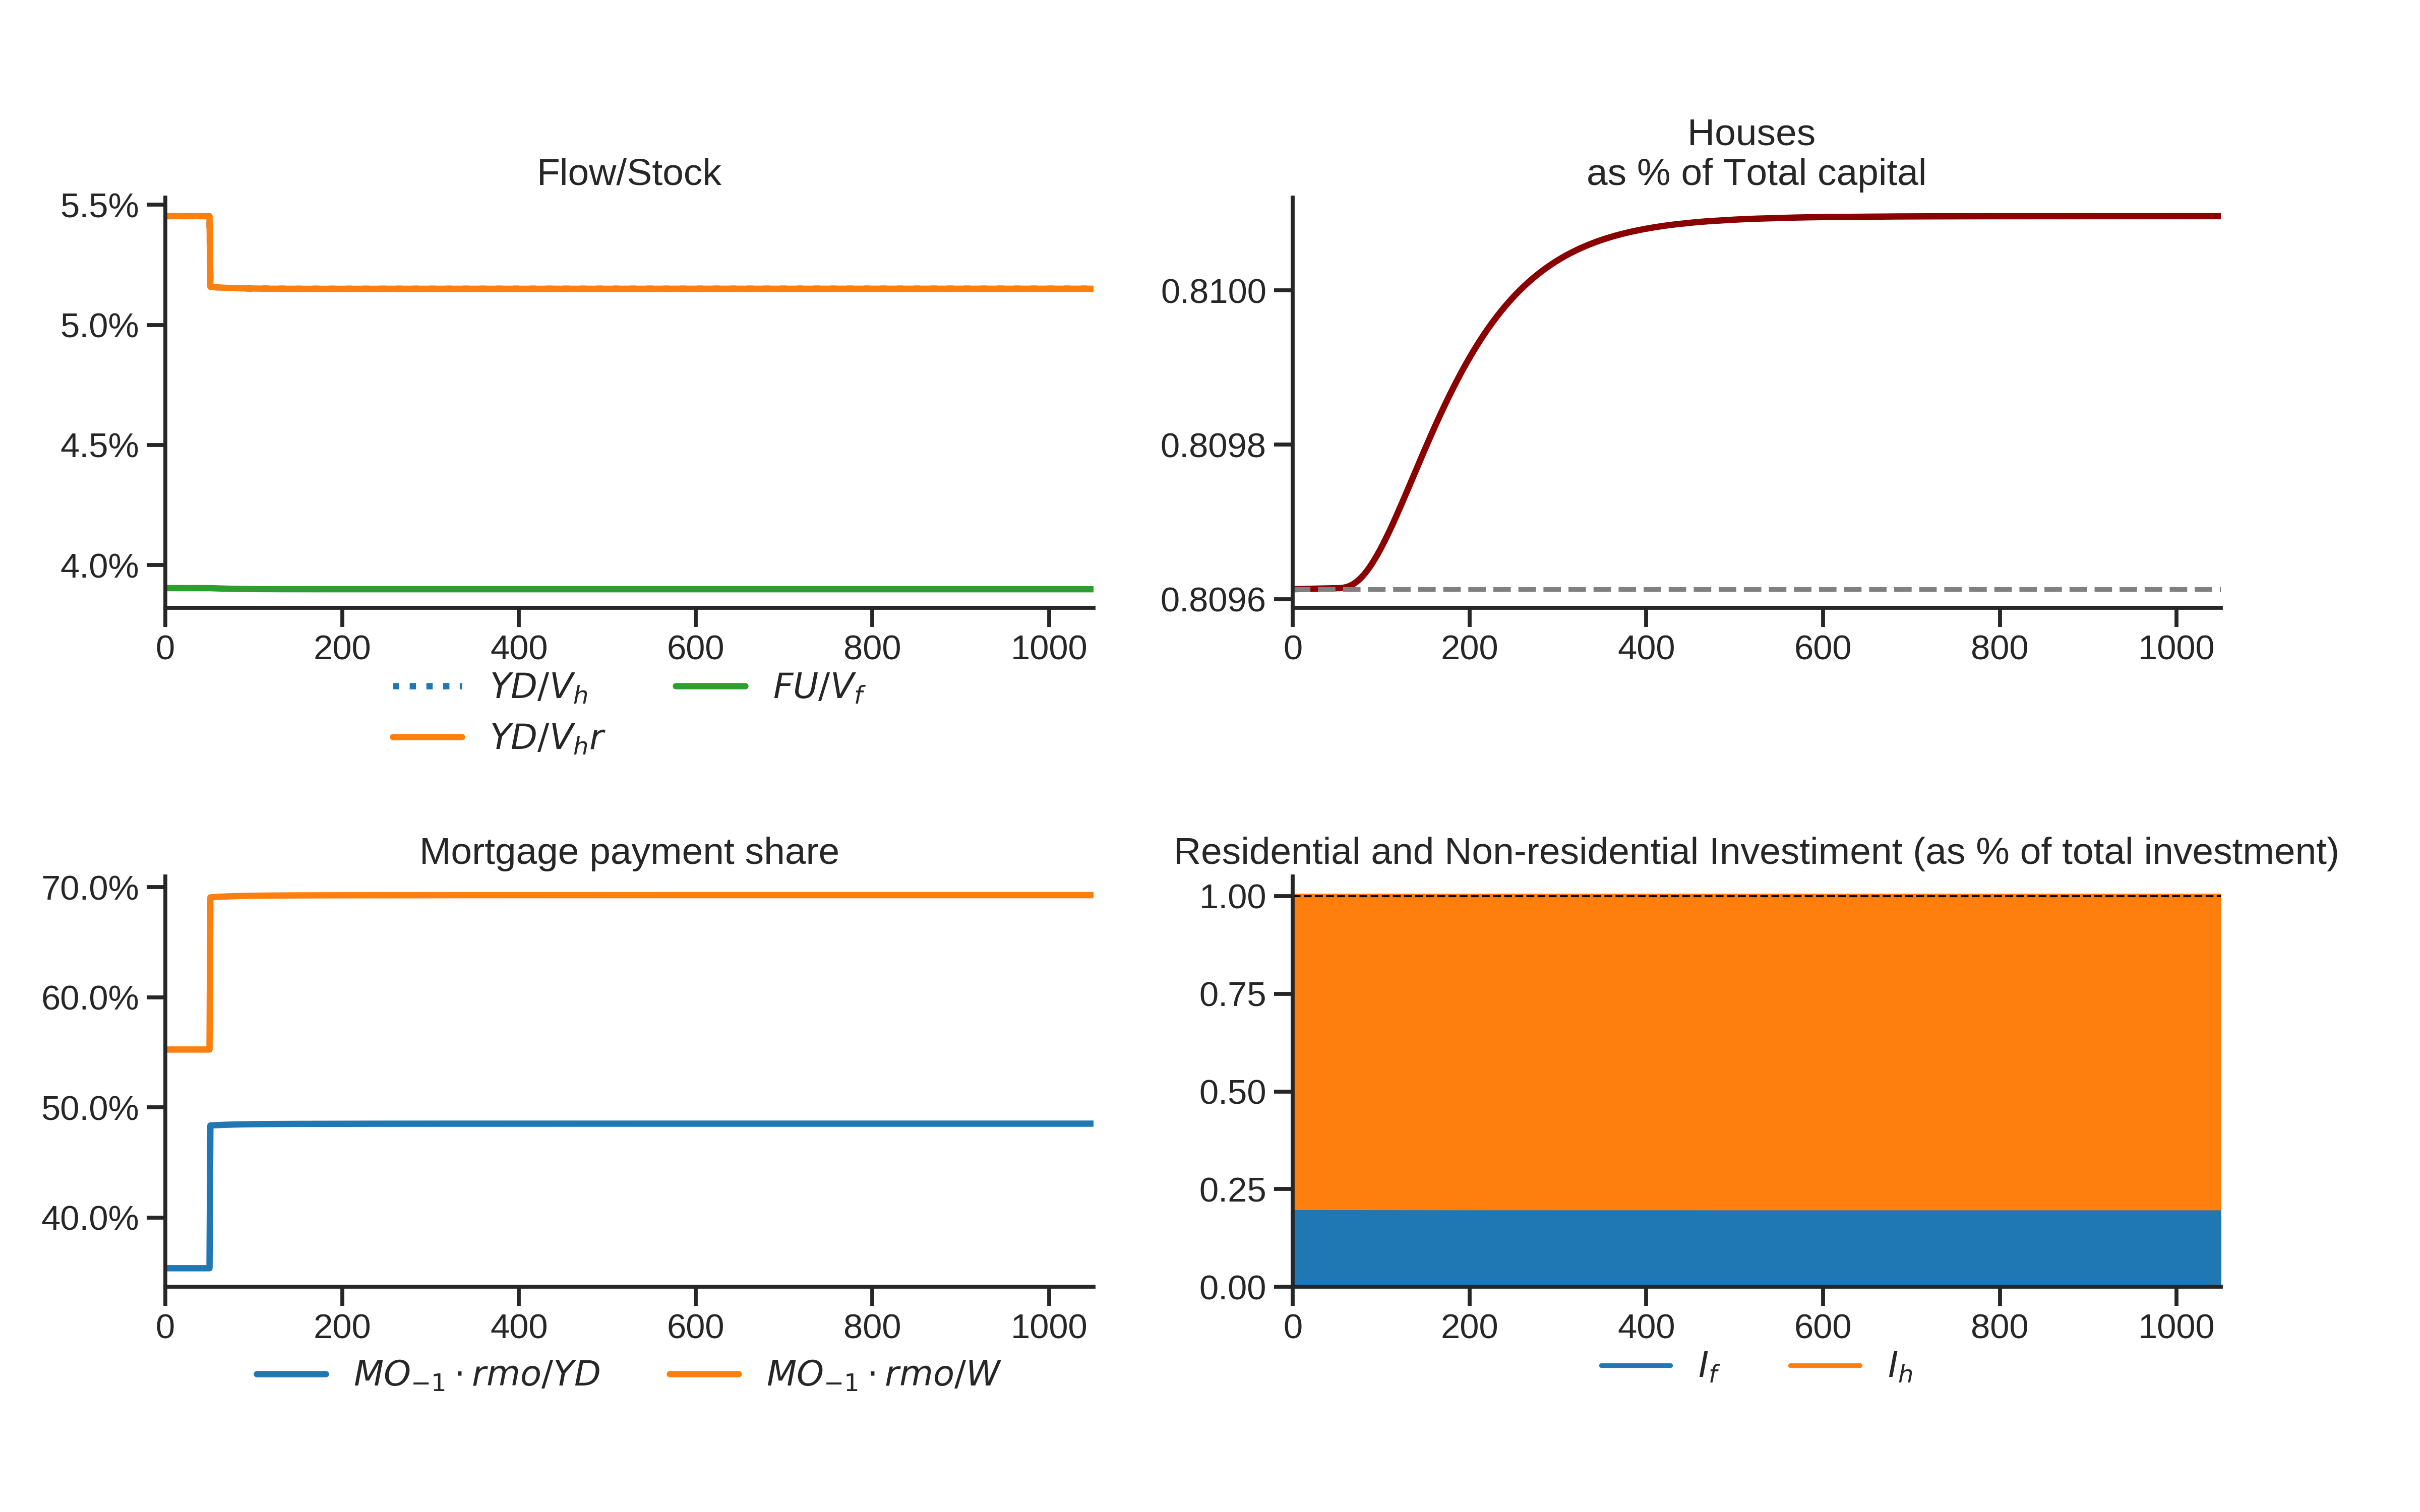 Flow/Stock
5.5%
5.0%
4.5%
4.0%
0 200 400 600 800 1000
YD/V_h FU/V_f
YD/V_hr
Houses
as % of Total capital
0.8100
0.8098
0.8096
0 200 400 600 800 1000
Mortgage payment share
70.0%
60.0%
50.0%
40.0%
0 200 400 600 800 1000
MO_{−1} · rmo/YD MO_{−1} · rmo/W
Residential and Non-residential Investiment (as % of total investment)
1.00
0.75
0.50
0.25
0.00
0 200 400 600 800 1000
I_f I_h